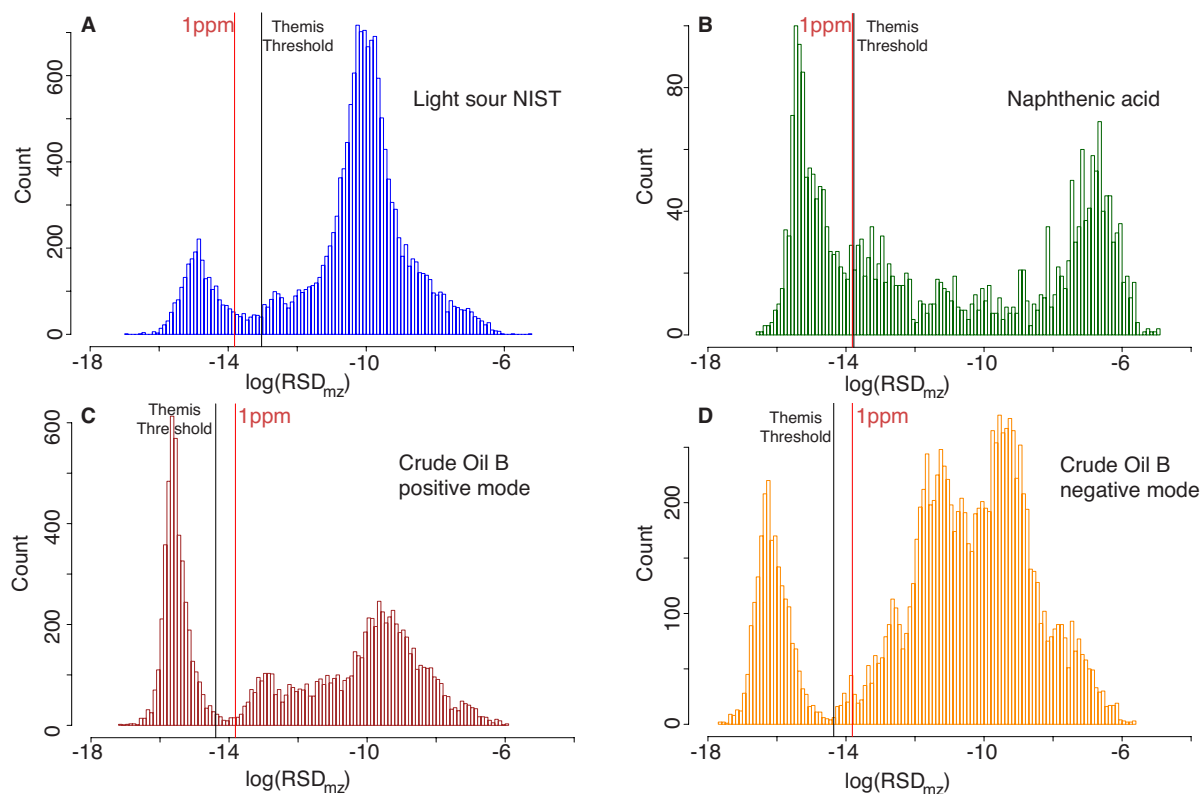 A
1ppm
Themis
Threshold
Light sour NIST
Count
0
200
400
600
-18
-14
-10
-6
log(RSDmz)
B
1ppm
Themis
Threshold
Naphthenic acid
Count
0
40
80
-18
-14
-10
-6
log(RSDmz)
C
Themis
Threshold
1ppm
Crude Oil B
positive mode
Count
0
200
400
600
-18
-14
-10
-6
log(RSDmz)
D
Themis
Threshold
1ppm
Crude Oil B
negative mode
Count
0
100
200
-18
-14
-10
-6
log(RSDmz)